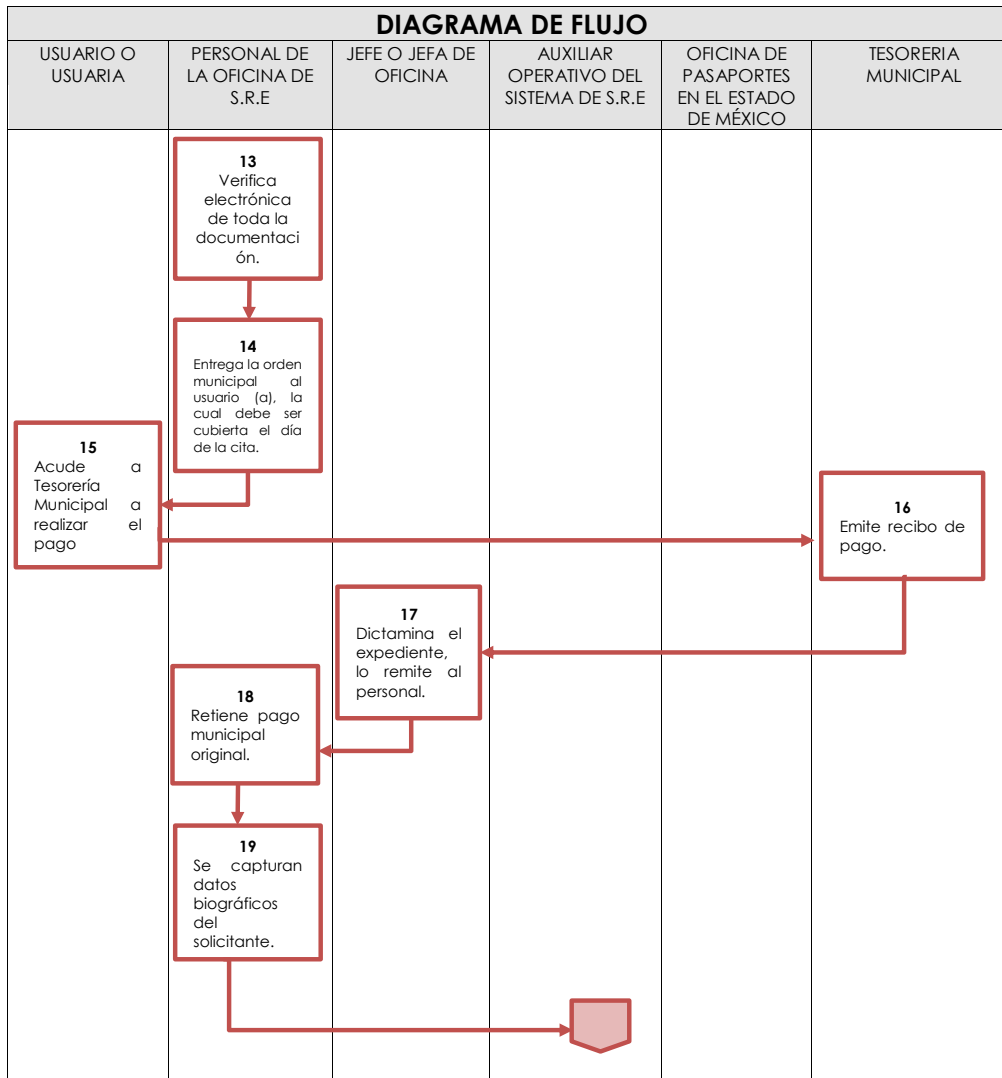 DIAGRAMA DE FLUJO
USUARIO O
USUARIA
PERSONAL DE
LA OFICINA DE
S.R.E
JEFE O JEFA DE
OFICINA
AUXILIAR
OPERATIVO DEL
SISTEMA DE S.R.E
OFICINA DE
PASAPORTES
EN EL ESTADO
DE MÉXICO
TESORERIA
MUNICIPAL
13
Verifica
electrónica
de toda la
documentaci
ón.
14
Entrega la orden
municipal al
usuario (a), la
cual debe ser
cubierta el día
de la cita.
15
Acude a
Tesorería
Municipal a
realizar el
pago
16
Emite recibo de
pago.
17
Dictamina el
expediente,
lo remite al
personal.
18
Retiene pago
municipal
original.
19
Se capturan
datos
biográficos
del
solicitante.